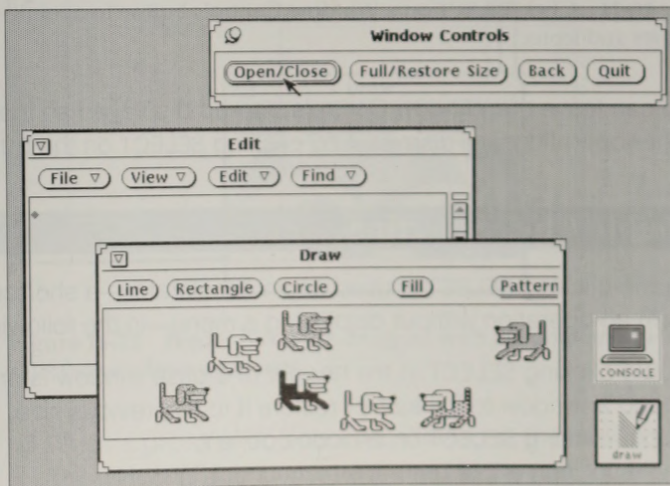 Window Controls
Open/Close Full/Restore Size Back Quit
Edit
File View Edit Find
Draw
Line Rectangle Circle Fill Pattern
CONSOLE
draw